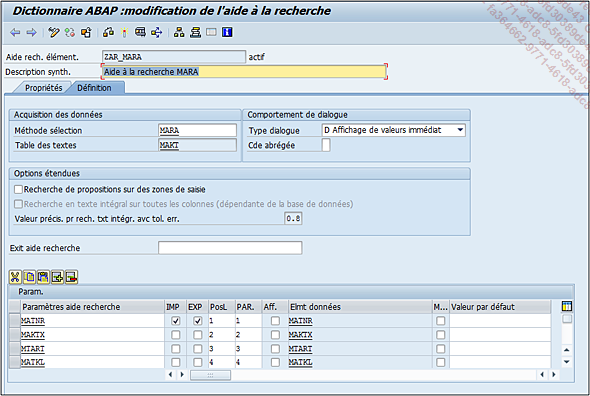 Dictionnaire ABAP :modification de l'aide à la recherche
Aide rech. élément. ZAR_MARA actif
Description synth. Aide à la recherche MARA
Propriétés Définition
Acquisition des données Comportement de dialogue
Méthode sélection MARA Type dialogue D Affichage de valeurs immédiat
Table des textes MAKT Cde abrégée
Options étendues
Recherche de propositions sur des zones de saisie
Recherche en texte intégral sur toutes les colonnes (dépendante de la base de données)
Valeur précis. pr rech. txt intégr. avc tol. err. 0.8
Exit aide recherche
Param.
Paramètres aide recherche IMP EXP PosL PAR. Aff. Elmt données M... Valeur par défaut
MATNR 1 1 MATNR
MAKTX 2 2 MAKTX
MTART 3 3 MTART
MATKL 4 4 MATKL